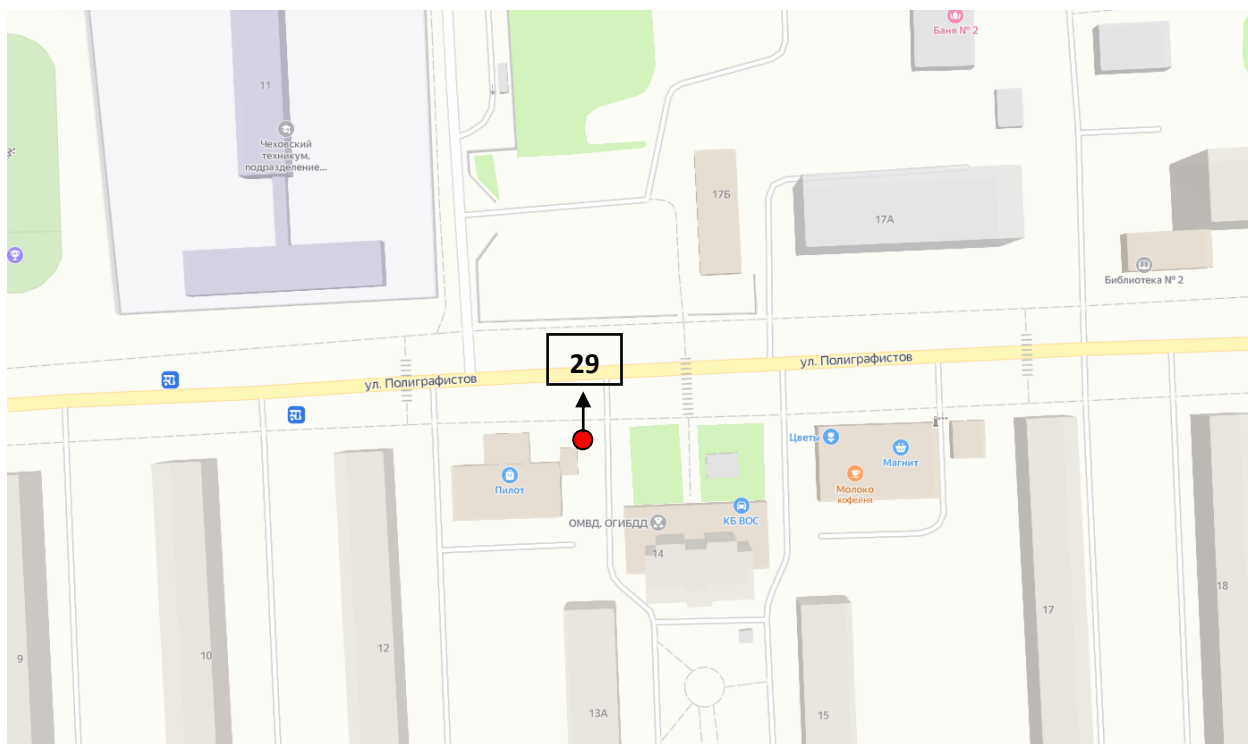 Баня № 2
11
Чеховский
техникум,
подразделение...
17Б
17А
Библиотека № 2
29
ул. Полиграфистов
ул. Полиграфистов
Цветы
Магнит
Пилот
Молоко
кофейня
ОМВД, ОГИБДД
КБ ВОС
14
18
17
12
10
9
13А
15